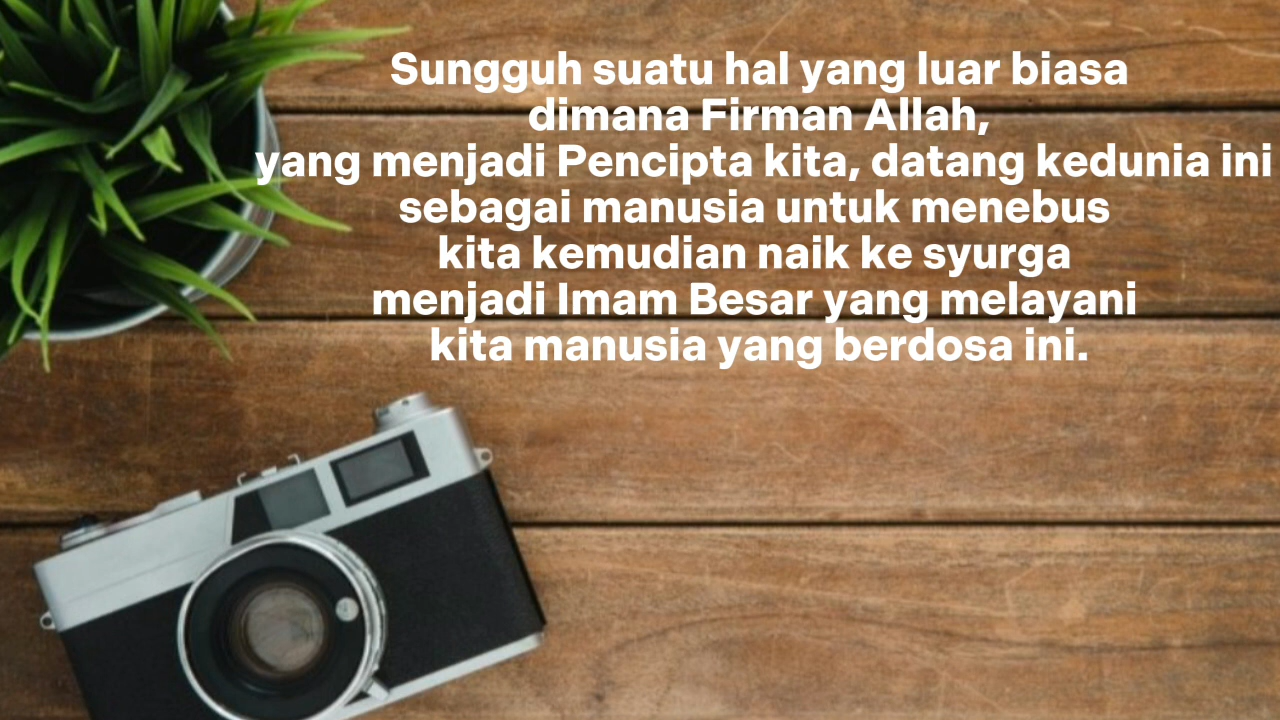 Sungguh suatu hal yang luar biasa
dimana Firman Allah,
yang menjadi Pencipta kita, datang kedunia ini
sebagai manusia untuk menebus
kita kemudian naik ke syurga
menjadi Imam Besar yang melayani
kita manusia yang berdosa ini.